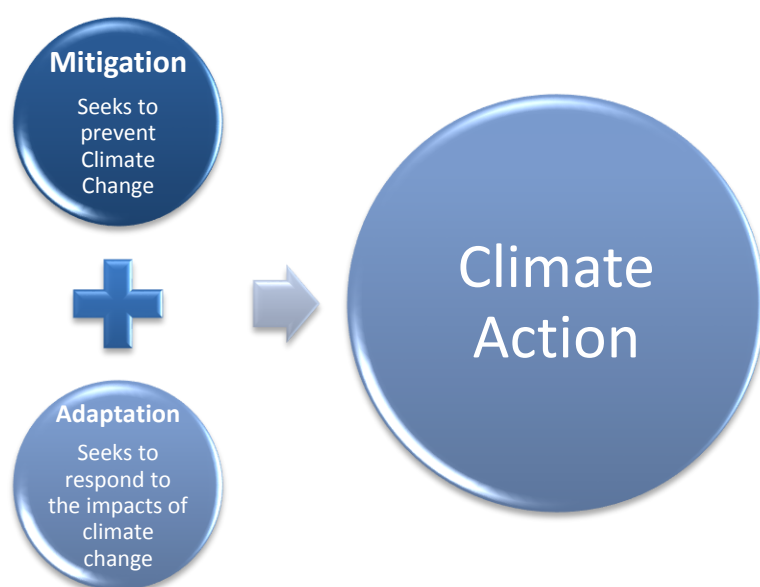 Mitigation
Seeks to
prevent
Climate
Change
Adaptation
Seeks to
respond to
the impacts of
climate
change
Climate
Action